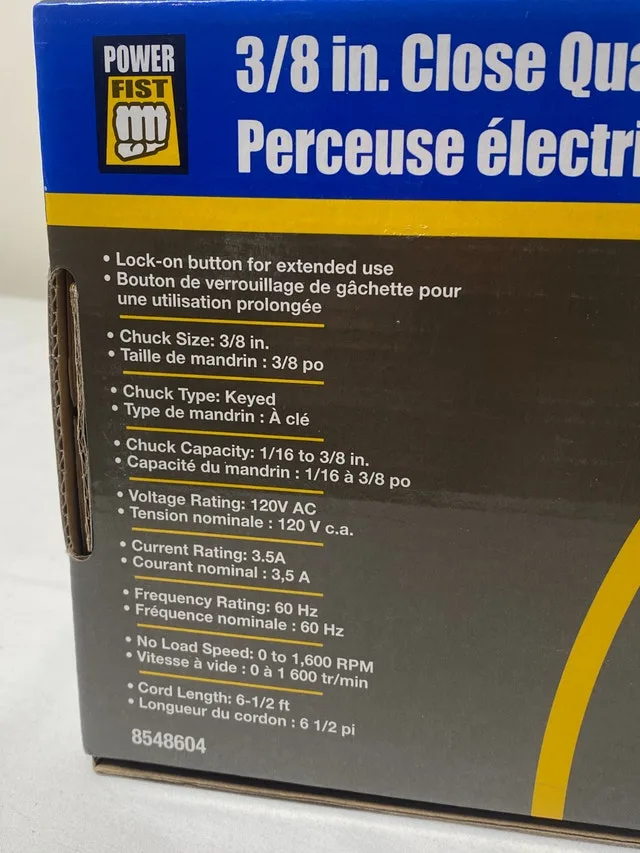 POWER
FIST
3/8 in. Close
Perceuse
• Lock-on button for extended use
• Bouton de verrouillage de gâchette pour
une utilisation prolongée
• Chuck Size: 3/8 in.
• Taille de mandrin : 3/8 po
• Chuck Type: Keyed
• Type de mandrin : À clé
• Chuck Capacity: 1/16 to 3/8 in.
• Capacité du mandrin : 1/16 à 3/8 po
• Voltage Rating: 120V AC
• Tension nominale : 120 V c.a.
• Current Rating: 3.5A
• Courant nominal : 3,5 A
• Frequency Rating: 60 Hz
• Fréquence nominale : 60 Hz
• No Load Speed: 0 to 1,600 RPM
• Vitesse à vide : 0 à 1 600 tr/min
• Cord Length: 6-1/2 ft
• Longueur du cordon : 6 1/2 pi
8548604